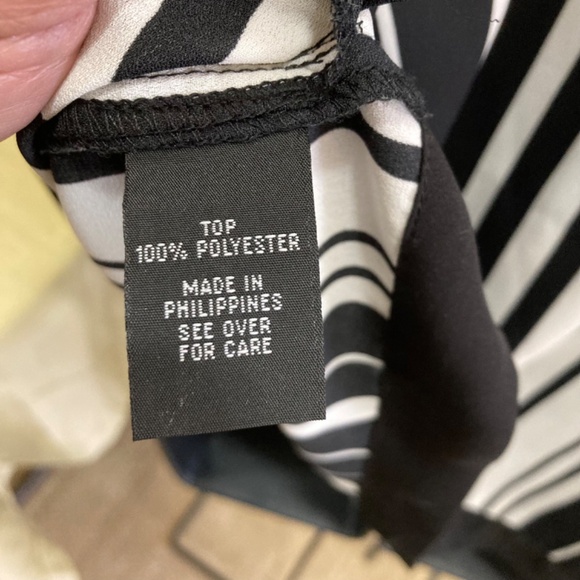 TOP
100% POLYESTER
MADE IN
PHILIPPINES
SEE OVER
FOR CARE